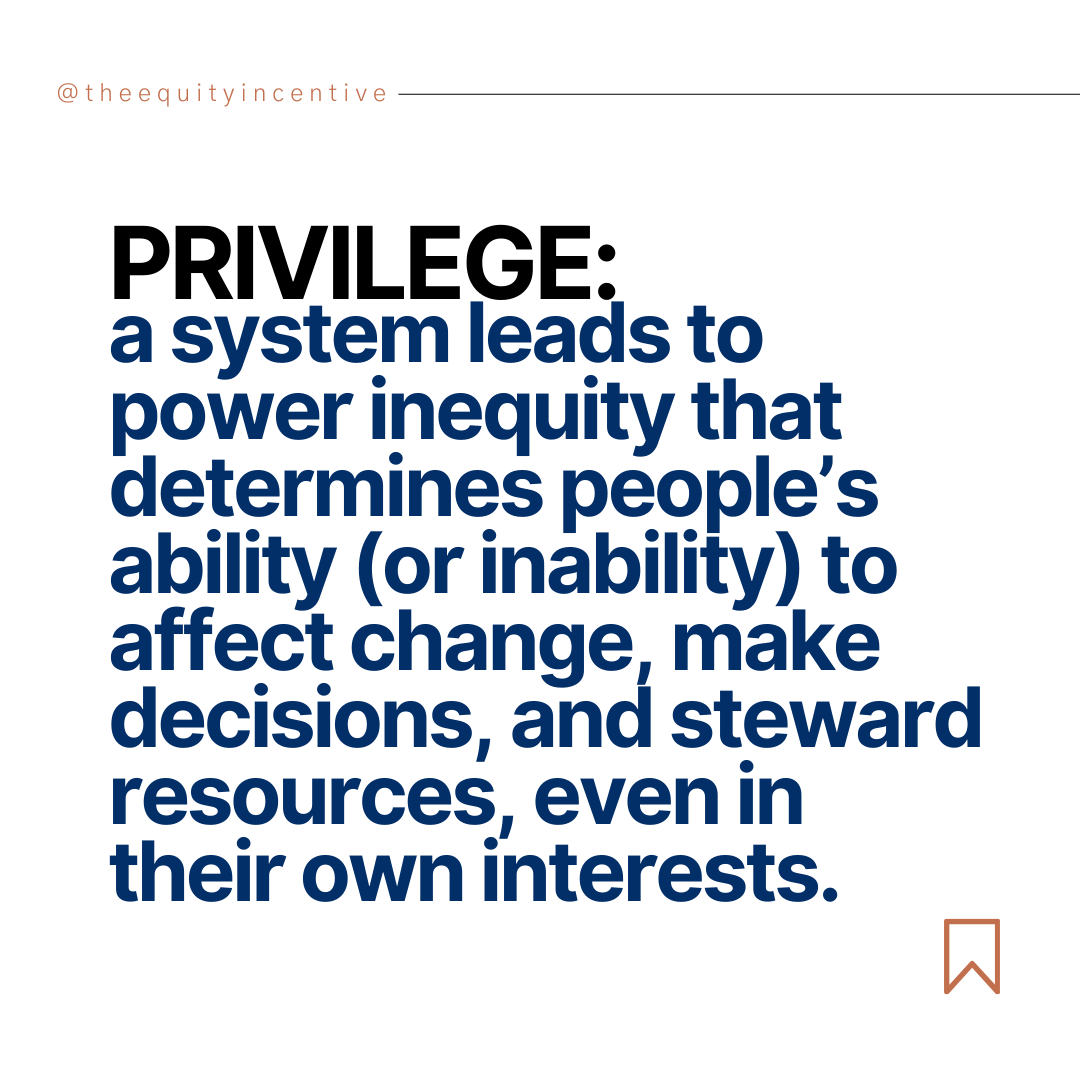 @theequityincentive
PRIVILEGE:
a system leads to
power inequity that
determines people’s
ability (or inability) to
affect change, make
decisions, and steward
resources, even in
their own interests.